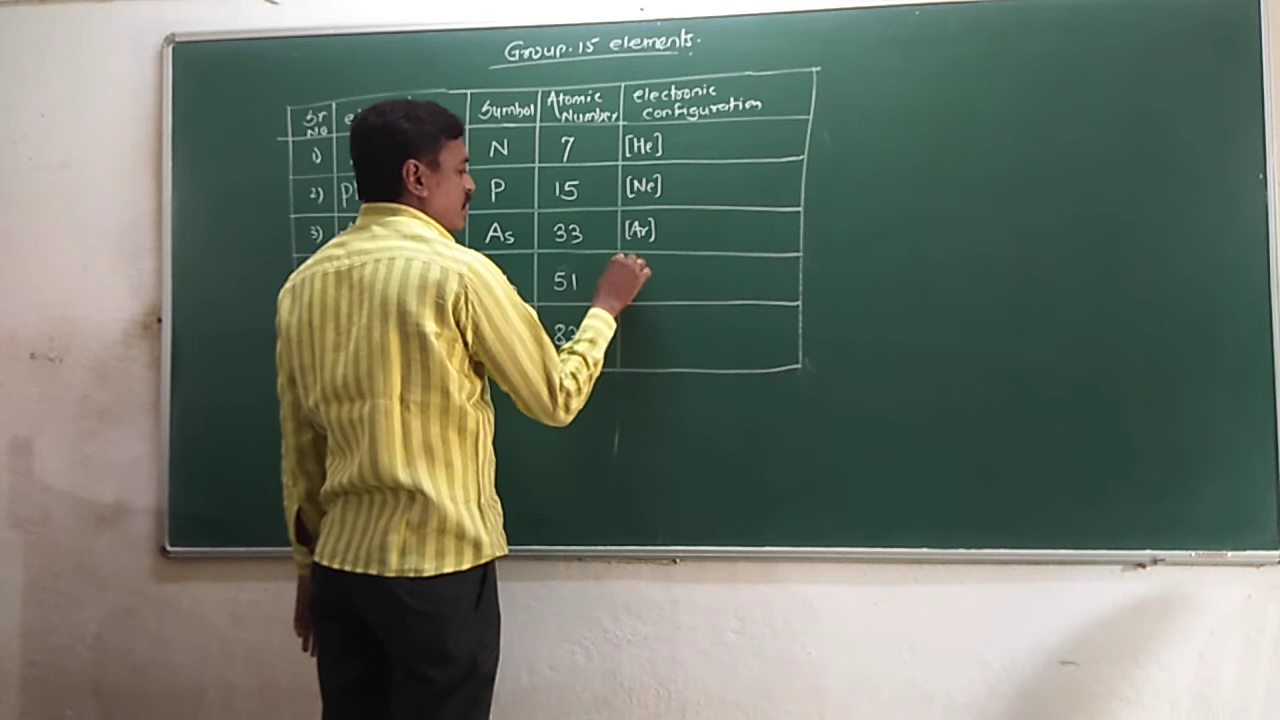 Group. 15 elements.
Sr No Symbol Atomic Number electronic configuration
1) N 7 [He]
2) P 15 [Ne]
3) As 33 [Ar]
51